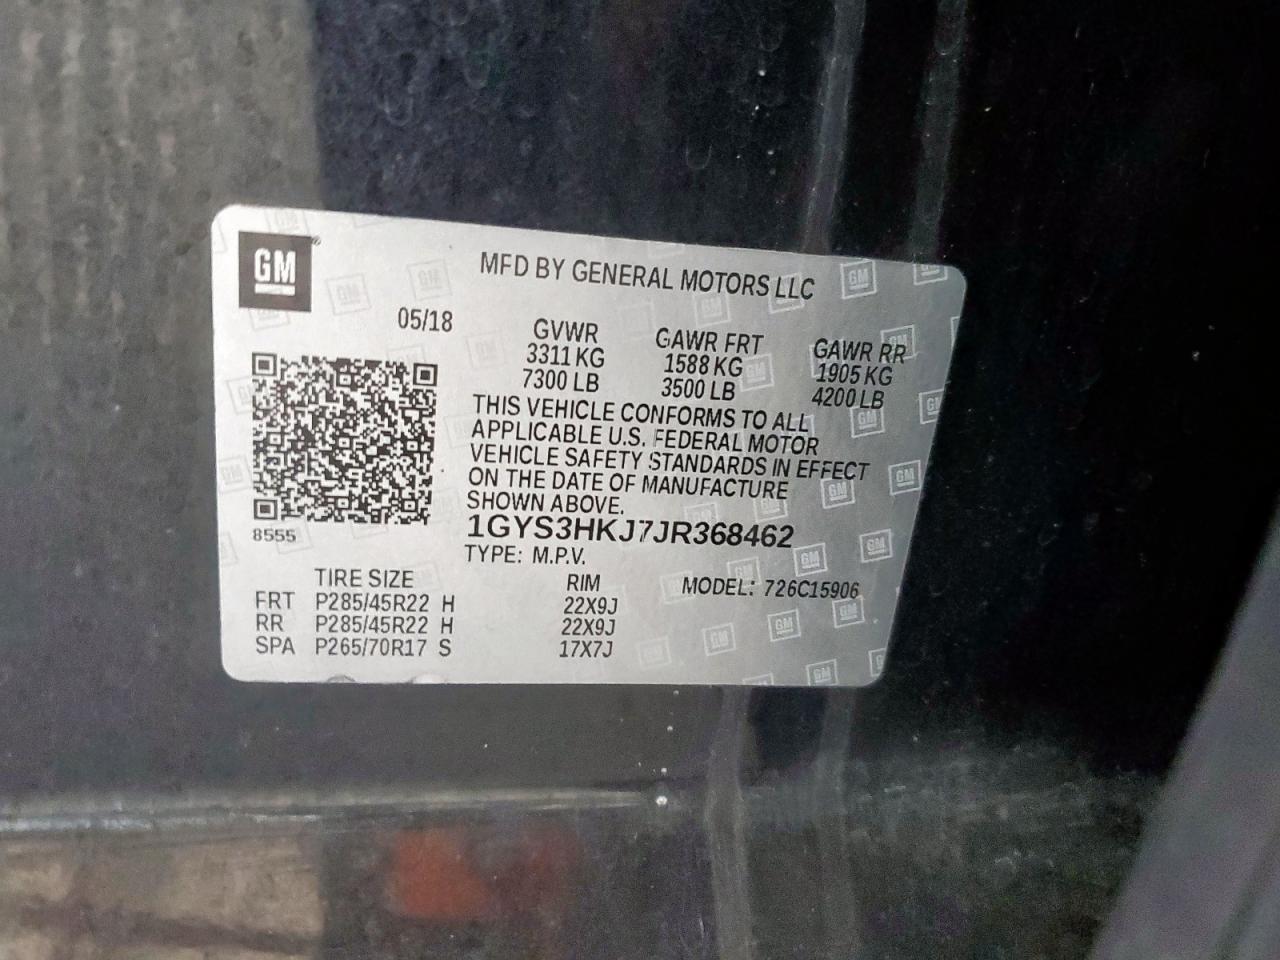 GM
MFD BY GENERAL MOTORS LLC
05/18
GVWR GAWR FRT GAWR RR
3311 KG 1588 KG 1905 KG
7300 LB 3500 LB 4200 LB
THIS VEHICLE CONFORMS TO ALL
APPLICABLE U.S. FEDERAL MOTOR
VEHICLE SAFETY STANDARDS IN EFFECT
ON THE DATE OF MANUFACTURE
SHOWN ABOVE.
8555
1GYS3HKJ7JR368462
TYPE: M.P.V.
TIRE SIZE RIM MODEL: 726C15906
FRT P285/45R22 H 22X9J
RR P285/45R22 H 22X9J
SPA P265/70R17 S 17X7J